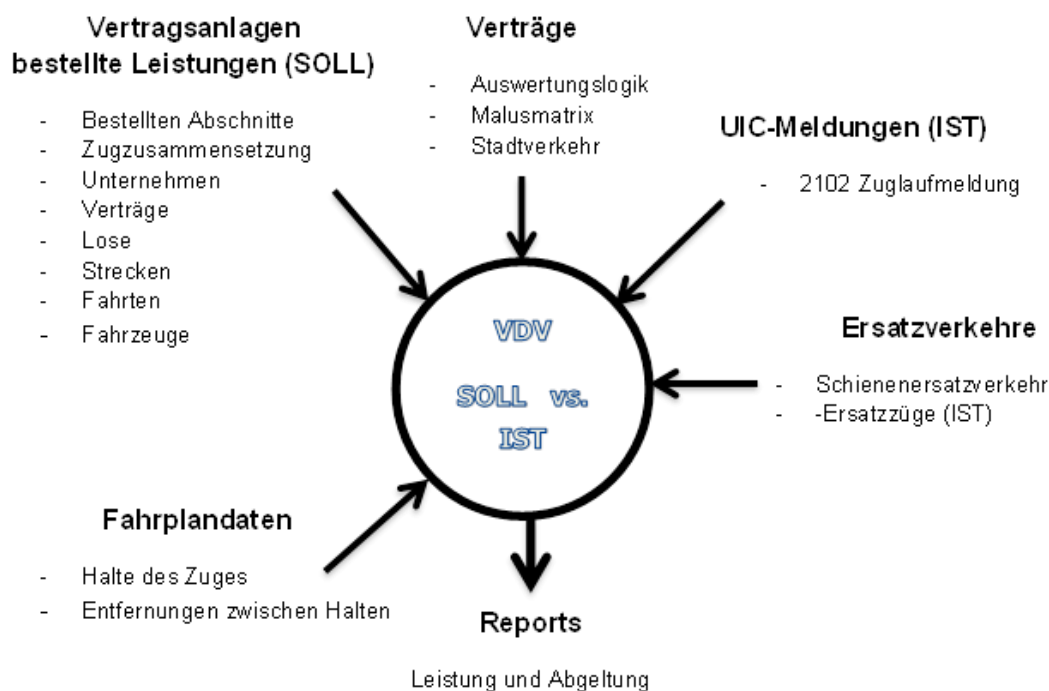 Vertragsanlagen
bestellte Leistungen (SOLL)
- Bestellten Abschnitte
- Zugzusammensetzung
- Unternehmen
- Verträge
- Lose
- Strecken
- Fahrten
- Fahrzeuge
Verträge
- Auswertungslogik
- Malusmatrix
- Stadtverkehr
UIC-Meldungen (IST)
- 2102 Zuglaufmeldung
VDV
SOLL vs.
IST
Ersatzverkehre
- Schienenersatzverkehr
- -Ersatzzüge (IST)
Fahrplandaten
- Halte des Zuges
- Entfernungen zwischen Halten
Reports
Leistung und Abgeltung